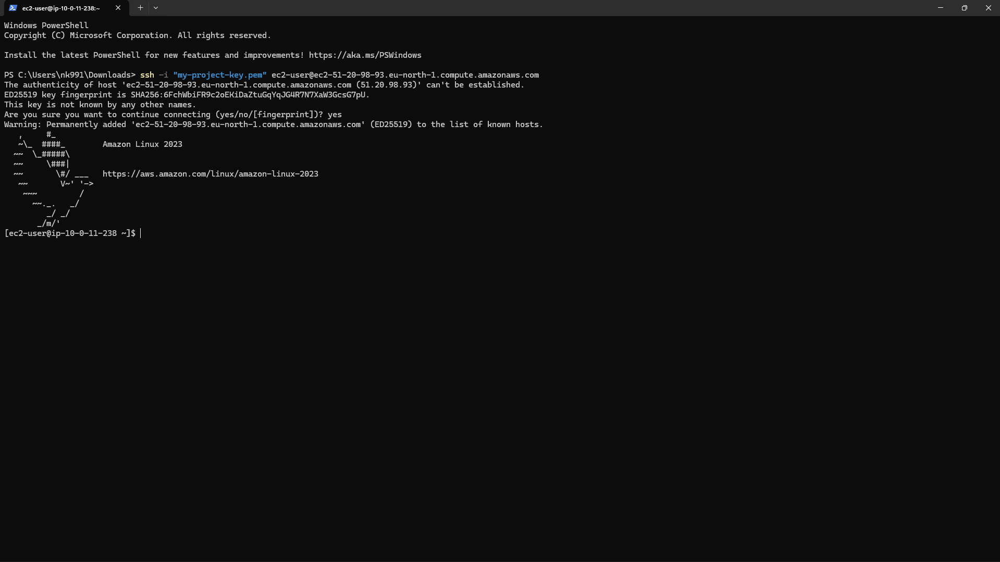 ec2-user@ip-10-0-11-238:~
Windows PowerShell
Copyright (C) Microsoft Corporation. All rights reserved.
Install the latest PowerShell for new features and improvements! https://aka.ms/PSWindows
PS C:\Users\nk991\Downloads> ssh -i "my-project-key.pem" ec2-user@ec2-51-20-98-93.eu-north-1.compute.amazonaws.com
The authenticity of host 'ec2-51-20-98-93.eu-north-1.compute.amazonaws.com (51.20.98.93)' can't be established.
ED25519 key fingerprint is SHA256:6FchWbiFR9c2oEKiDaZtuGqYqJG4R7N7XaW3GcsG7pU.
This key is not known by any other names.
Are you sure you want to continue connecting (yes/no/[fingerprint])? yes
Warning: Permanently added 'ec2-51-20-98-93.eu-north-1.compute.amazonaws.com' (ED25519) to the list of known hosts.
   ,     #_
   ~\_  ####_        Amazon Linux 2023
  ~~  \_#####\
  ~~     \###|
  ~~       \#/ ___   https://aws.amazon.com/linux/amazon-linux-2023
   ~~       V~' '->
    ~~~         /
      ~~._.   _/
         _/ _/
       _/m/'
[ec2-user@ip-10-0-11-238 ~]$